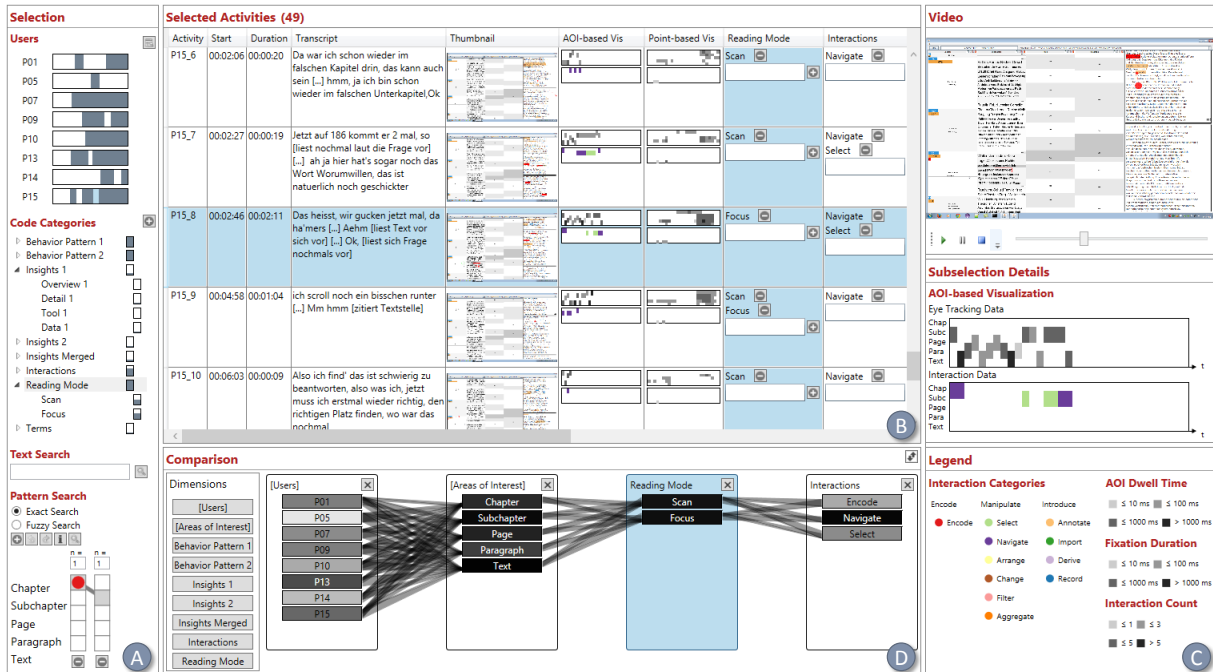 Selection
Users
P01
P05
P07
P09
P10
P13
P14
P15
Code Categories
Behavior Pattern 1
Behavior Pattern 2
Insights 1
Overview 1
Detail 1
Tool 1
Data 1
Insights 2
Insights Merged
Interactions
Reading Mode
Scan
Focus
Terms
Text Search
Pattern Search
Exact Search
Fuzzy Search
n = n =
1 1
Chapter
Subchapter
Page
Paragraph
Text
A
Selected Activities (49)
Activity Start Duration Transcript Thumbnail AOI-based Vis Point-based Vis Reading Mode Interactions
P15_6 00:02:06 00:00:20 Da war ich schon wieder im Scan Navigate
falschen Kapitel drin, das kann auch
sein [...] hmm, ja ich bin schon
wieder im falschen Unterkapitel,Ok
P15_7 00:02:27 00:00:19 Jetzt auf 186 kommt er 2 mal, so Scan Navigate
[liest nochmal laut die Frage vor] Select
[...] ah ja hier hat's sogar noch das
Wort Worumwillen, das ist
natuerlich noch geschickter
P15_8 00:02:46 00:02:11 Das heisst, wir gucken jetzt mal, da Focus Navigate
ha'mers [...] Aehm [liest Text vor Select
sich vor] [...] Ok, [liest sich Frage
nochmals vor]
P15_9 00:04:58 00:01:04 ich scroll noch ein bisschen runter Scan Navigate
[...] Mm hmm [zitiert Textstelle] Focus
P15_10 00:06:03 00:00:09 Also ich find' das ist schwierig zu Scan Navigate
beantworten, also was ich, jetzt
muss ich erstmal wieder richtig, den
richtigen Platz finden, wo war das
nochmal
B
Comparison
Dimensions
[Users]
[Areas of Interest]
Behavior Pattern 1
Behavior Pattern 2
Insights 1
Insights 2
Insights Merged
Interactions
Reading Mode
[Users]
P01
P05
P07
P09
P10
P13
P14
P15
[Areas of Interest]
Chapter
Subchapter
Page
Paragraph
Text
Reading Mode
Scan
Focus
Interactions
Encode
Navigate
Select
D
Video
Subselection Details
AOI-based Visualization
Eye Tracking Data
Chap
Subc
Page
Para
Text
t
Interaction Data
Chap
Subc
Page
Para
Text
t
Legend
Interaction Categories
Encode Manipulate Introduce
Encode Select Annotate
Navigate Import
Arrange Derive
Change Record
Filter
Aggregate
AOI Dwell Time
≤ 10 ms ≤ 100 ms
≤ 1000 ms > 1000 ms
Fixation Duration
≤ 10 ms ≤ 100 ms
≤ 1000 ms > 1000 ms
Interaction Count
≤ 1 ≤ 3
≤ 5 > 5
C